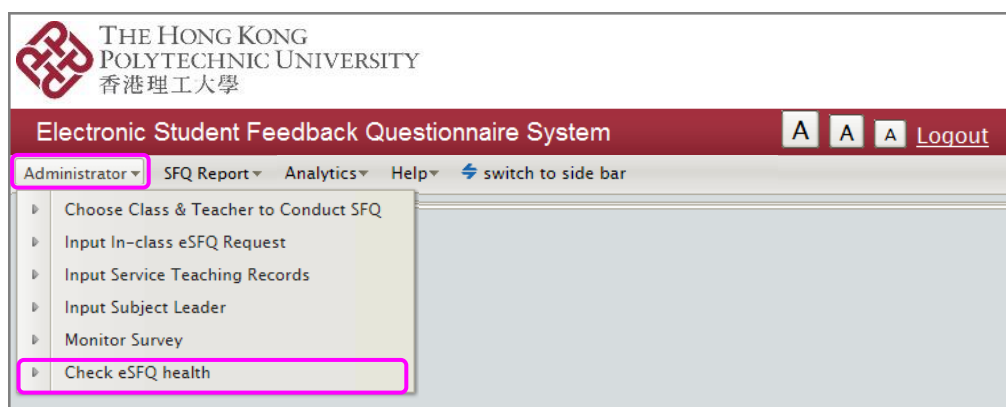 THE HONG KONG
POLYTECHNIC UNIVERSITY
香港理工大學
Electronic Student Feedback Questionnaire System A A A Logout
Administrator SFQ Report Analytics Help switch to side bar
Choose Class & Teacher to Conduct SFQ
Input In-class eSFQ Request
Input Service Teaching Records
Input Subject Leader
Monitor Survey
Check eSFQ health